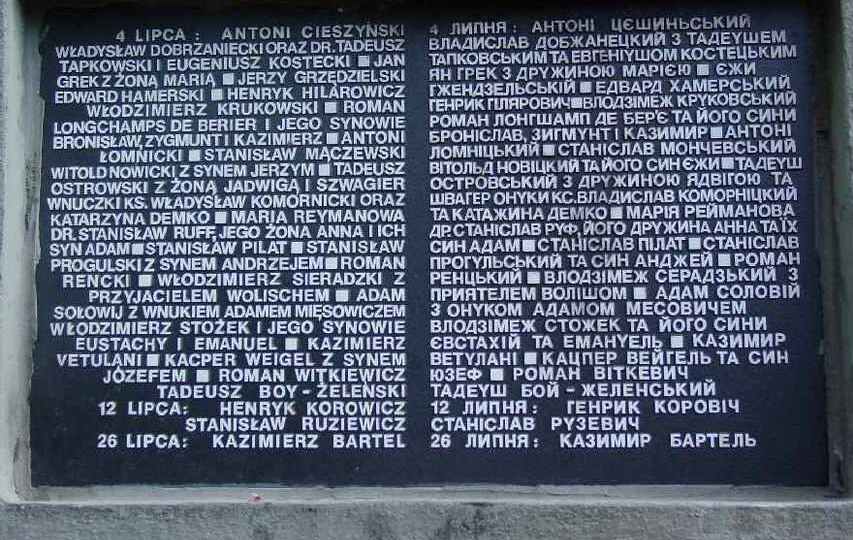 4 LIPCA: ANTONI CIESZYŃSKI
WŁADYSŁAW DOBRZANIECKI ORAZ DR. TADEUSZ
TAPKOWSKI I EUGENIUSZ KOSTECKI ■ JAN
GREK Z ŻONĄ MARIĄ ■ JERZY GRZĘDZIELSKI
EDWARD HAMERSKI ■ HENRYK HILAROWICZ
WŁODZIMIERZ KRUKOWSKI ■ ROMAN
LONGCHAMPS DE BERIER I JEGO SYNOWIE
BRONISŁAW, ZYGMUNT I KAZIMIERZ ■ ANTONI
ŁOMNICKI ■ STANISŁAW MĄCZEWSKI
WITOLD NOWICKI Z SYNEM JERZYM ■ TADEUSZ
OSTROWSKI Z ŻONĄ JADWIGĄ I SZWAGIER
WNUCZKI KS. WŁADYSŁAW KOMORNICKI ORAZ
KATARZYNA DEMKO ■ MARIA REYMANOWA
DR. STANISŁAW RUFF, JEGO ŻONA ANNA I ICH
SYN ADAM ■ STANISŁAW PILAT ■ STANISŁAW
PROGULSKI Z SYNEM ANDRZEJEM ■ ROMAN
RENCKI ■ WŁODZIMIERZ SIERADZKI Z
PRZYJACIELEM WOLISCHEM ■ ADAM
SOŁOWIJ Z WNUKIEM ADAMEM MIĘSOWICZEM
WŁODZIMIERZ STOŻEK I JEGO SYNOWIE
EUSTACHY I EMANUEL ■ KAZIMIERZ
VETULANI ■ KACPER WEIGEL Z SYNEM
JÓZEFEM ■ ROMAN WITKIEWICZ
TADEUSZ BOY-ŻELEŃSKI
12 LIPCA: HENRYK KOROWICZ
STANISŁAW RUZIEWICZ
26 LIPCA: KAZIMIERZ BARTEL
4 ЛИПНЯ: АНТОНІ ЦЄШИНЬСЬКИЙ
ВЛАДИСЛАВ ДОБЖАНЕЦКИЙ З ТАДЕУШЕМ
ТАПКОВСЬКИМ ТА ЕВГЕНІУШОМ КОСТЕЦЬКИМ
ЯН ГРЕК З ДРУЖИНОЮ МАРІЄЮ ■ ЄЖИ
ГЖЕНДЗЕЛЬСЬКІЙ ■ ЕДВАРД ХАМЕРСЬКИЙ
ГЕНРИК ГІЛЯРОВИЧ ■ ВЛОДЗІМЕЖ КРУКОВСЬКИЙ
РОМАН ЛОНГШАМП ДЕ БЕР'Є ТА ЙОГО СИНИ
БРОНІСЛАВ, ЗИГМУНТ І КАЗИМИР ■ АНТОНІ
ЛОМНІЦЬКИЙ ■ СТАНІСЛАВ МОНЧЕВСЬКИЙ
ВІТОЛЬД НОВІЦКИЙ ТА ЙОГО СИН ЄЖИ ■ ТАДЕУШ
ОСТРОВСЬКИЙ З ДРУЖИНОЮ ЯДВІГОЮ ТА
ШВАГЕР ОНУКИ КС. ВЛАДИСЛАВ КОМОРНІЦКИЙ
ТА КАТАЖИНА ДЕМКО ■ МАРІЯ РЕЙМАНОВА
ДР. СТАНІСЛАВ РУФ, ЙОГО ДРУЖИНА АННА ТА ЇХ
СИН АДАМ ■ СТАНІСЛАВ ПІЛАТ ■ СТАНІСЛАВ
ПРОГУЛЬСЬКИЙ ТА СИН АНДЖЕЙ ■ РОМАН
РЕНЦЬКИЙ ■ ВЛОДЗІМЕЖ СЕРАДЗЬКИЙ З
ПРИЯТЕЛЕМ ВОЛІШОМ ■ АДАМ СОЛОВІЙ
З ОНУКОМ АДАМОМ МЕСОВИЧЕМ
ВЛОДЗІМЕЖ СТОЖЕК ТА ЙОГО СИНИ
ЄВСТАХІЙ ТА ЕМАНУЕЛЬ ■ КАЗИМИР
ВЕТУЛАНІ ■ КАЦПЕР ВЕЙГЕЛЬ ТА СИН
ЮЗЕФ ■ РОМАН ВІТКЕВИЧ
ТАДЕУШ БОЙ-ЖЕЛЕНСЬКИЙ
12 ЛИПНЯ: ГЕНРИК КОРОВІЧ
СТАНІСЛАВ РУЗЕВИЧ
26 ЛИПНЯ: КАЗИМИР БАРТЕЛЬ